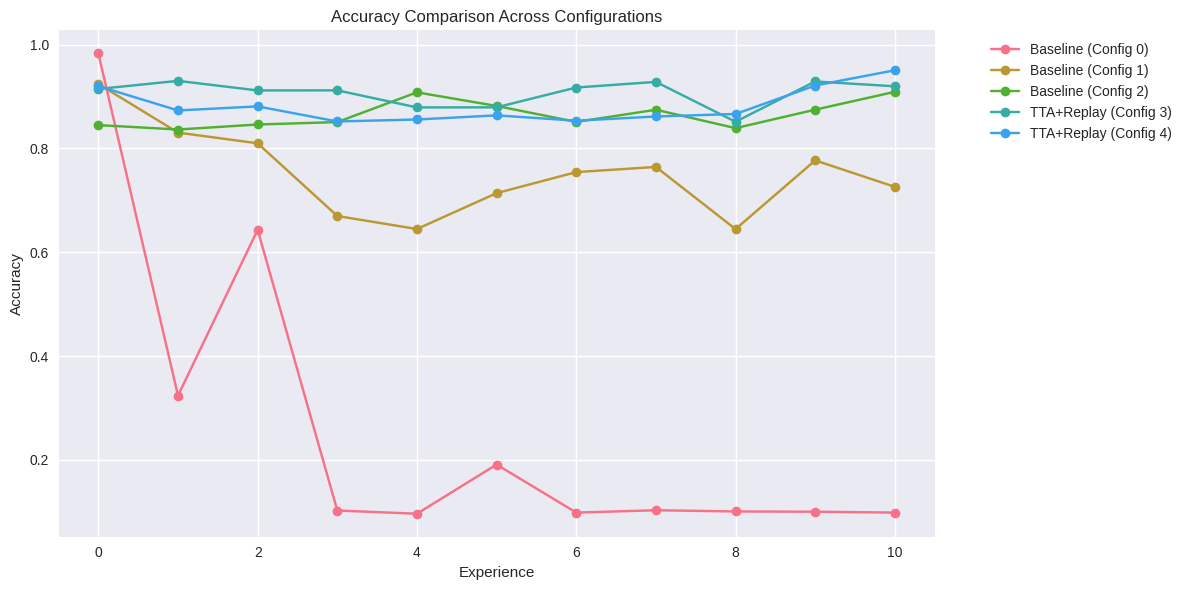 Accuracy Comparison Across Configurations
1.0
0.8
0.6
0.4
0.2
Accuracy
0 2 4 6 8 10
Experience
Baseline (Config 0)
Baseline (Config 1)
Baseline (Config 2)
TTA+Replay (Config 3)
TTA+Replay (Config 4)